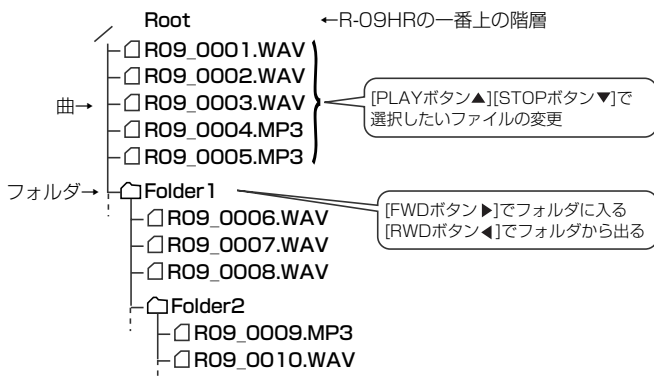 Root ←R-09HRの一番上の階層
R09_0001.WAV
R09_0002.WAV
曲→ R09_0003.WAV
R09_0004.MP3
R09_0005.MP3
[PLAYボタン▲][STOPボタン▼]で
選択したいファイルの変更
フォルダ→ Folder1
[FWDボタン▶]でフォルダに入る
[RWDボタン◀]でフォルダから出る
R09_0006.WAV
R09_0007.WAV
R09_0008.WAV
Folder2
R09_0009.MP3
R09_0010.WAV